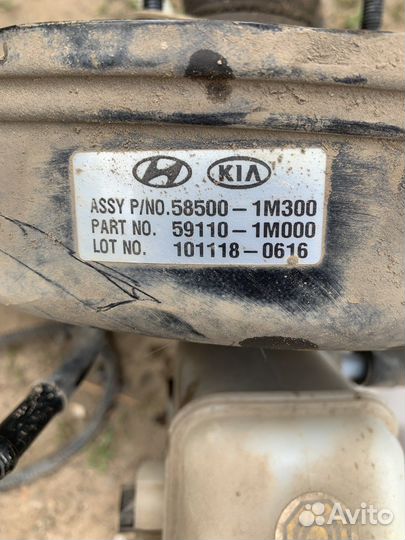 KIA
ASSY P/NO.58500-1M300
PART NO. 59110-1M000
LOT NO. 101118-0616
Avito